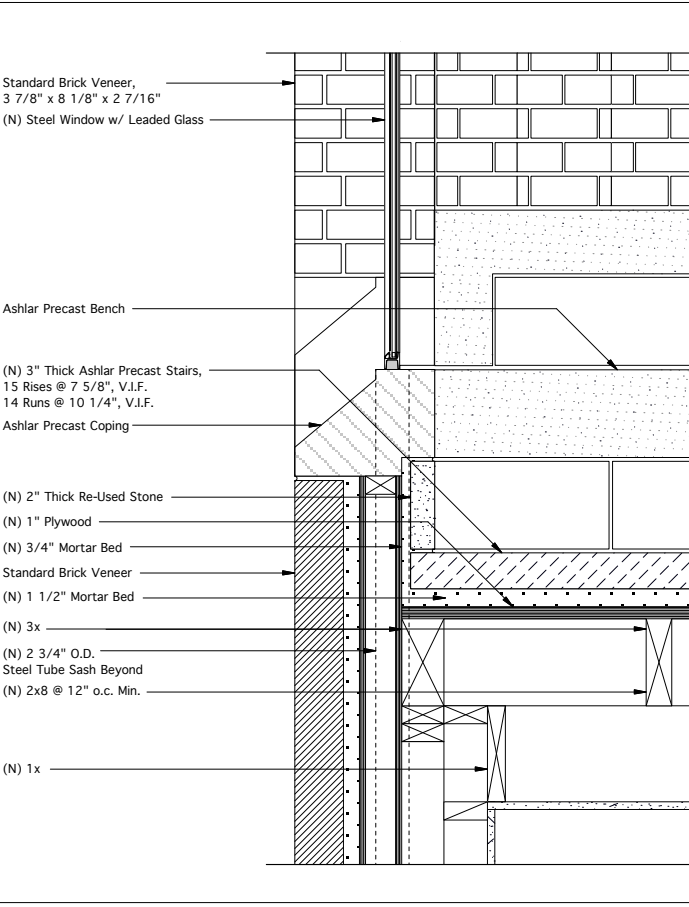 Standard Brick Veneer,
3 7/8" x 8 1/8" x 2 7/16"
(N) Steel Window w/ Leaded Glass
Ashlar Precast Bench
(N) 3" Thick Ashlar Precast Stairs,
15 Rises @ 7 5/8", V.I.F.
14 Runs @ 10 1/4", V.I.F.
Ashlar Precast Coping
(N) 2" Thick Re-Used Stone
(N) 1" Plywood
(N) 3/4" Mortar Bed
Standard Brick Veneer
(N) 1 1/2" Mortar Bed
(N) 3x
(N) 2 3/4" O.D.
Steel Tube Sash Beyond
(N) 2x8 @ 12" o.c. Min.
(N) 1x